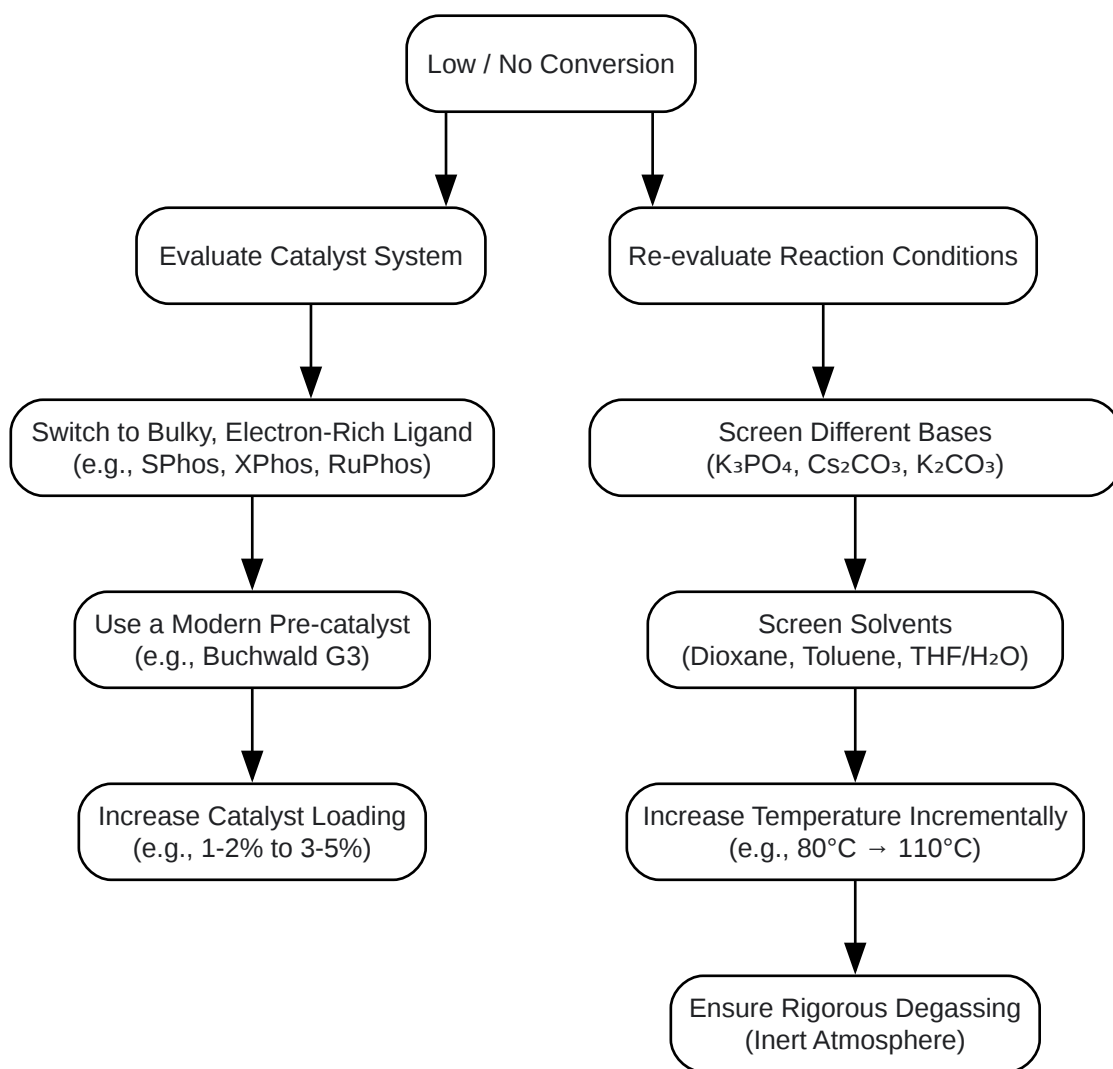 Low / No Conversion
Evaluate Catalyst System
Re-evaluate Reaction Conditions
Switch to Bulky, Electron-Rich Ligand
(e.g., SPhos, XPhos, RuPhos)
Screen Different Bases
(K₃PO₄, Cs₂CO₃, K₂CO₃)
Use a Modern Pre-catalyst
(e.g., Buchwald G3)
Screen Solvents
(Dioxane, Toluene, THF/H₂O)
Increase Catalyst Loading
(e.g., 1-2% to 3-5%)
Increase Temperature Incrementally
(e.g., 80°C → 110°C)
Ensure Rigorous Degassing
(Inert Atmosphere)